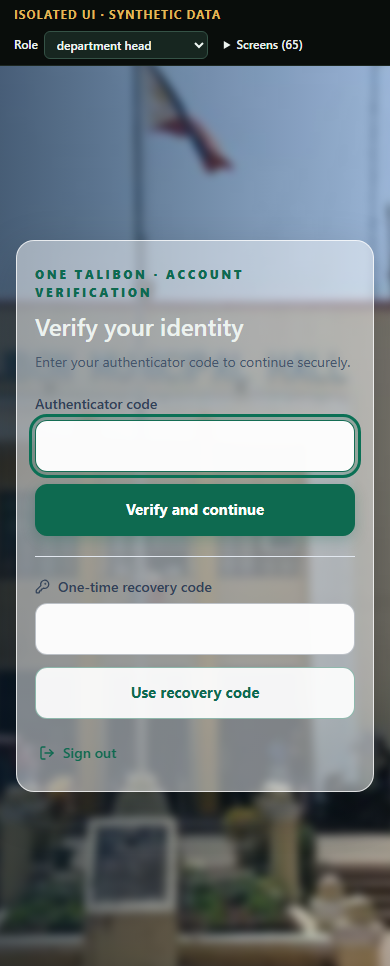 ISOLATED UI · SYNTHETIC DATA
Role department head ▶ Screens (65)
ONE TALIBON · ACCOUNT
VERIFICATION
Verify your identity
Enter your authenticator code to continue securely.
Authenticator code
Verify and continue
One-time recovery code
Use recovery code
Sign out